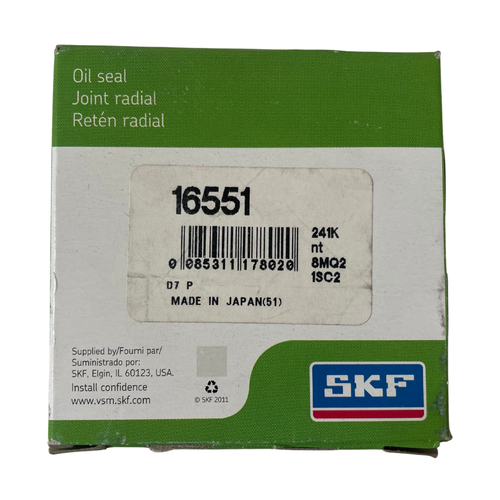 Oil seal
Joint radial
Retén radial
16551
241K
nt
8MQ2
1SC2
0 085311 178020
D7 P
MADE IN JAPAN(51)
Supplied by/Fourni par/
Suministrado por:
SKF, Elgin, IL 60123, USA.
Install confidence
www.vsm.skf.com
© SKF 2011
SKF